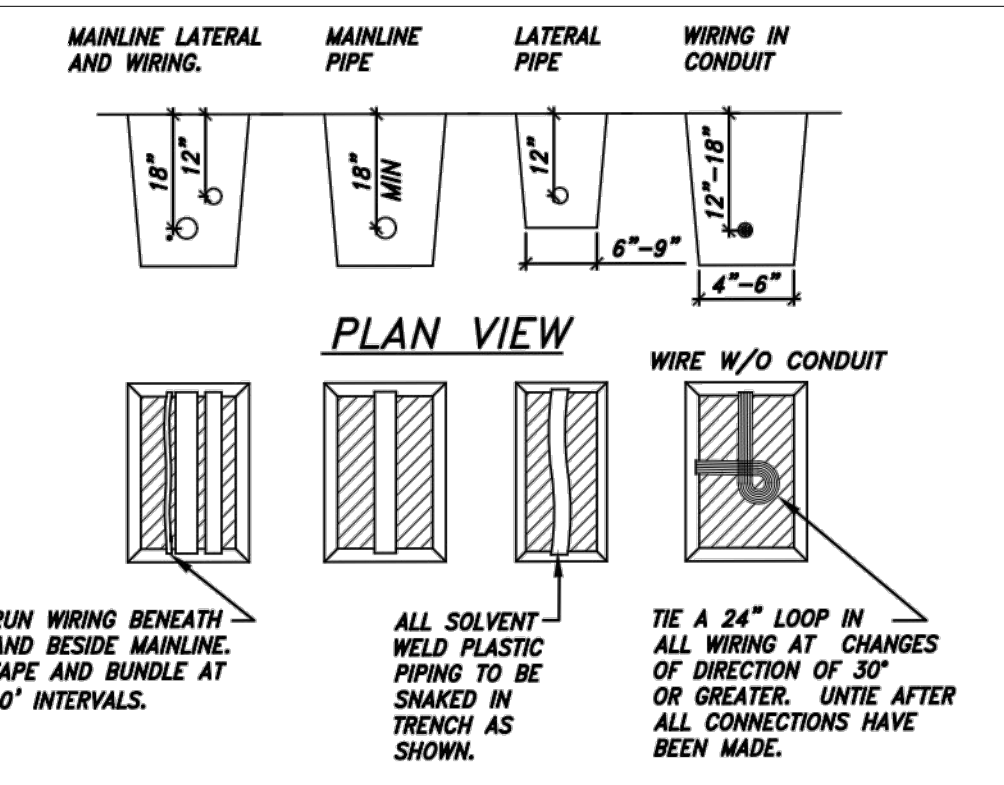 MAINLINE LATERAL
AND WIRING.
MAINLINE
PIPE
LATERAL
PIPE
WIRING IN
CONDUIT
18"
12"
18"
MIN
12"
12"-18"
6"-9"
4"-6"
PLAN VIEW
WIRE W/O CONDUIT
RUN WIRING BENEATH
AND BESIDE MAINLINE.
TAPE AND BUNDLE AT
0' INTERVALS.
ALL SOLVENT
WELD PLASTIC
PIPING TO BE
SNAKED IN
TRENCH AS
SHOWN.
TIE A 24" LOOP IN
ALL WIRING AT CHANGES
OF DIRECTION OF 30°
OR GREATER. UNTIE AFTER
ALL CONNECTIONS HAVE
BEEN MADE.